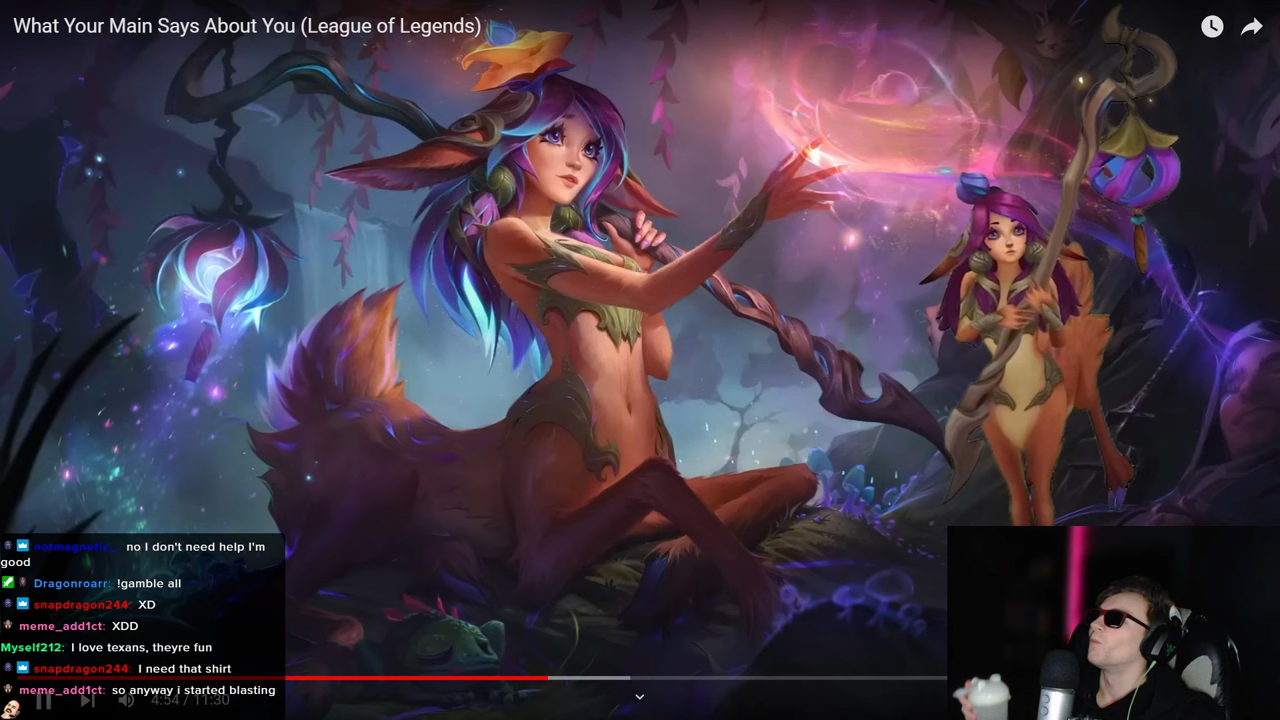 What Your Main Says About You (League of Legends)
notmagnetic_: no I don't need help I'm
good
Dragonroarr: !gamble all
snapdragon244: XD
meme_add1ct: XDD
Myself212: I love texans, theyre fun
snapdragon244: I need that shirt
meme_add1ct: so anyway i started blasting
4:54 / 11:30